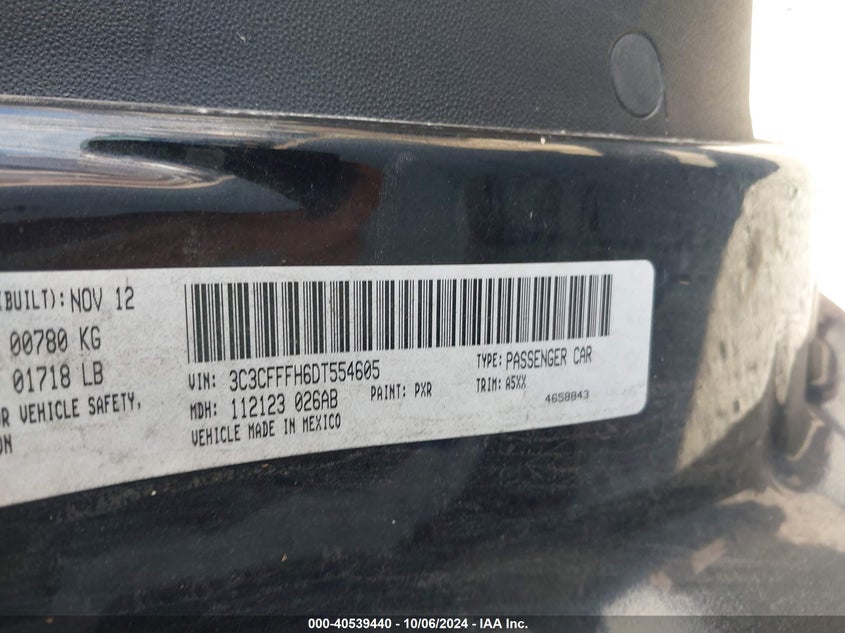 (BUILT): NOV 12
00780 KG
01718 LB
OR VEHICLE SAFETY,
ON
VIN: 3C3CFFFH6DT554605 TYPE: PASSENGER CAR
MDH: 112123 026AB PAINT: PXR TRIM: A5XX
VEHICLE MADE IN MEXICO 4658843
000-40539440 - 10/06/2024 - IAA Inc.